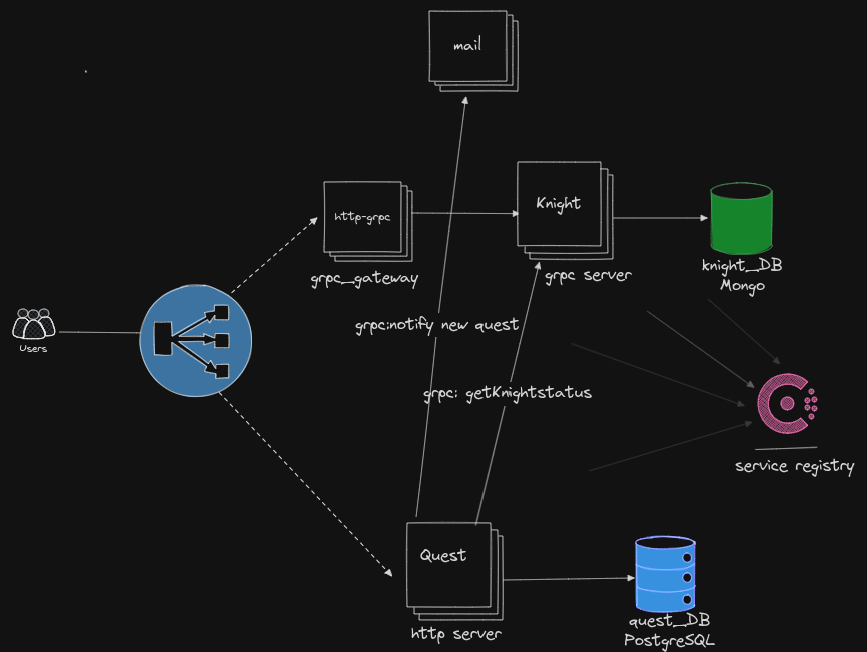 mail
http-grpc
grpc_gateway
Knight
grpc server
knight_DB
Mongo
Users
grpc:notify new quest
grpc: getKnightstatus
service registry
Quest
http server
quest_DB
PostgreSQL